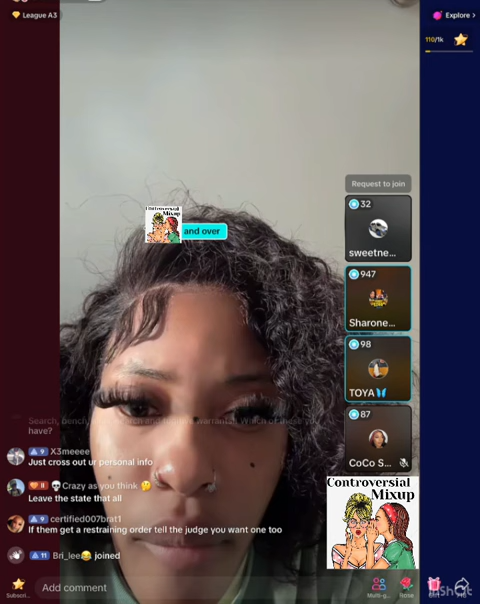 League A3
Explore >
110/1k
Request to join
Controversial
Mixup
and over
32
sweetne...
947
Sharone...
98
TOYA🦋
87
CoCo S...
have?
9 X3meeee
Just cross out ur personal info
11 💀Crazy as you think 🤔
Leave the state that all
9 certified007brat1
If them get a restraining order tell the judge you want one too
11 Bri_lee😂 joined
Controversial
Mixup
Subscri...
Add comment
Multi-g...
Rose